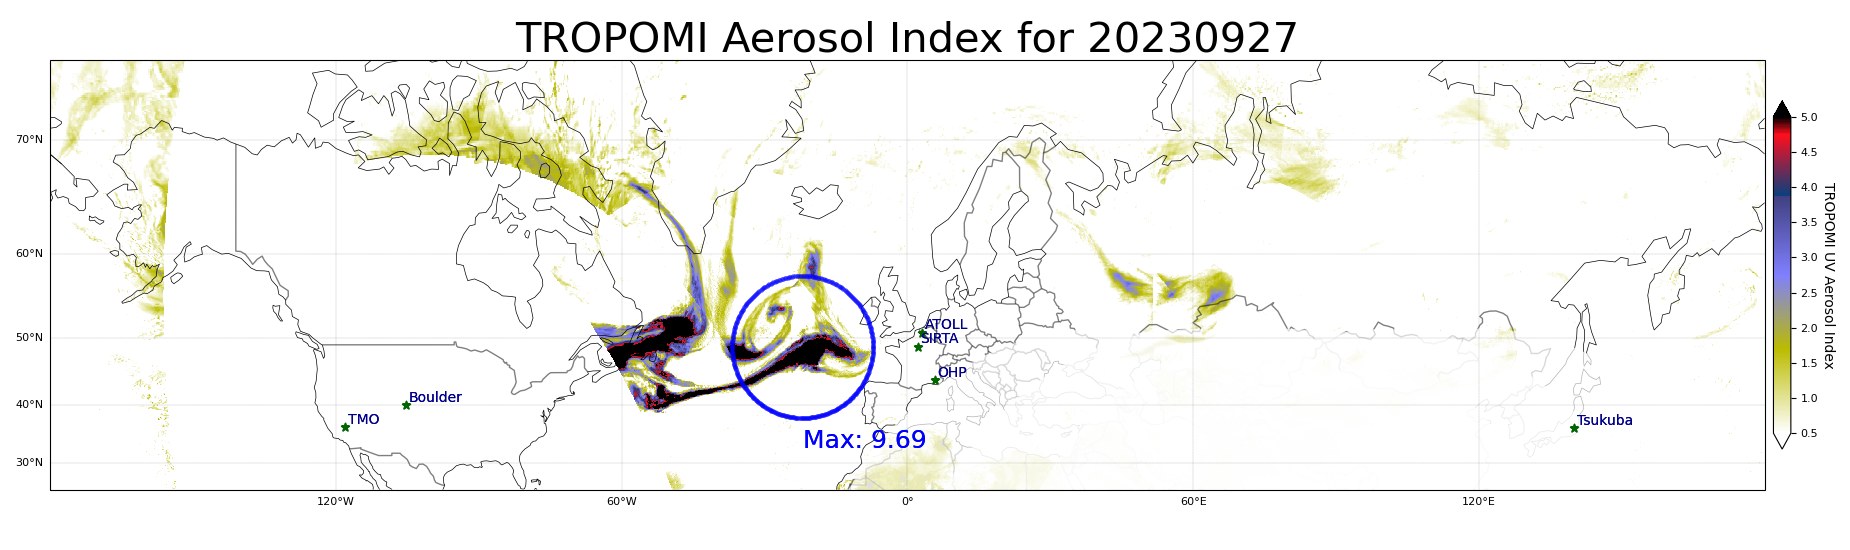 TROPOMI Aerosol Index for 20230927
70°N
60°N
50°N
40°N
30°N
120°W
60°W
0°
60°E
120°E
ATOLL
SIRTA
OHP
Boulder
TMO
Tsukuba
Max: 9.69
5.0
4.5
4.0
3.5
3.0
2.5
2.0
1.5
1.0
0.5
TROPOMI UV Aerosol Index